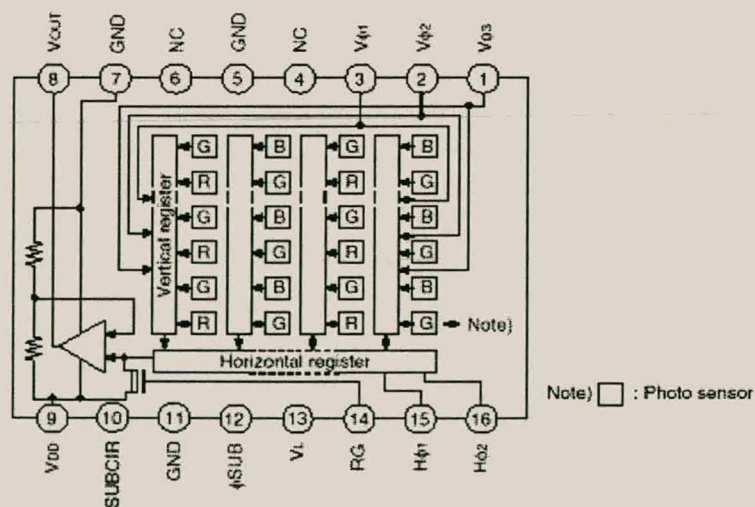 VOUT GND NC GND NC Vφ1 Vφ2 Vφ3
8 7 6 5 4 3 2 1
G B G B
R G R G
G B G B
R G R G
G B G B
R G R G Note)
Vertical register
Horizontal register
Note) : Photo sensor
9 10 11 12 13 14 15 16
VDD SUBCIR GND φSUB VL RG Hφ1 Hφ2